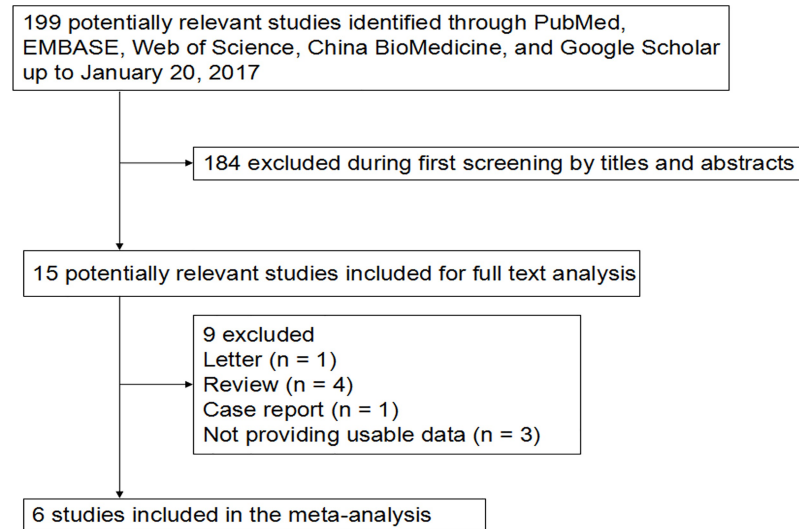 199 potentially relevant studies identified through PubMed,
EMBASE, Web of Science, China BioMedicine, and Google Scholar
up to January 20, 2017
184 excluded during first screening by titles and abstracts
15 potentially relevant studies included for full text analysis
9 excluded
Letter (n = 1)
Review (n = 4)
Case report (n = 1)
Not providing usable data (n = 3)
6 studies included in the meta-analysis